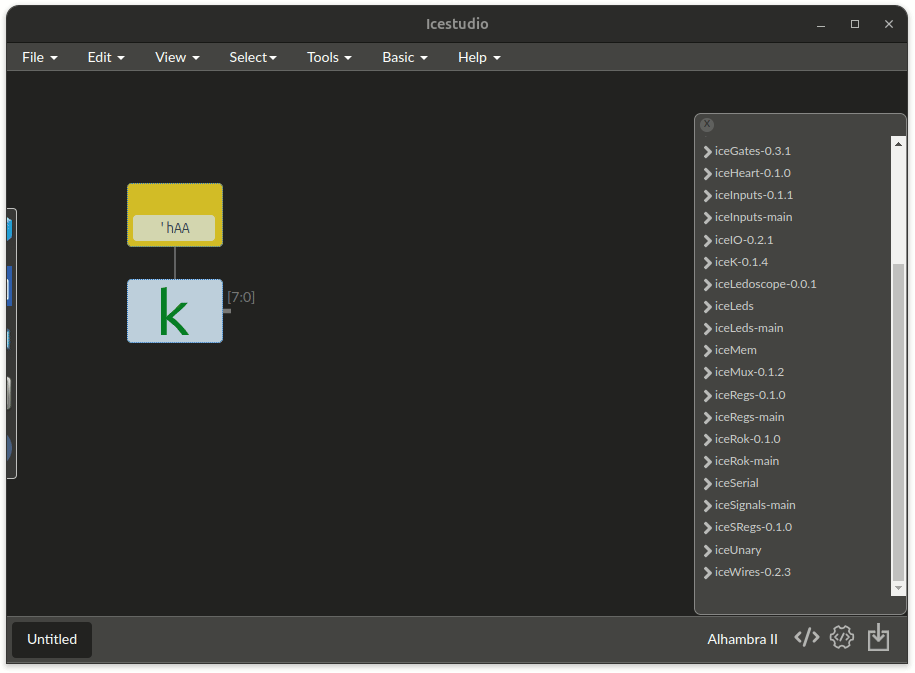 Icestudio
File Edit View Select Tools Basic Help
X
iceGates-0.3.1
iceHeart-0.1.0
iceInputs-0.1.1
iceInputs-main
iceIO-0.2.1
iceK-0.1.4
iceLedoscope-0.0.1
iceLeds
iceLeds-main
iceMem
iceMux-0.1.2
iceRegs-0.1.0
iceRegs-main
iceRok-0.1.0
iceRok-main
iceSerial
iceSignals-main
iceSRegs-0.1.0
iceUnary
iceWires-0.2.3
'hAA
k
[7:0]
Untitled
Alhambra II